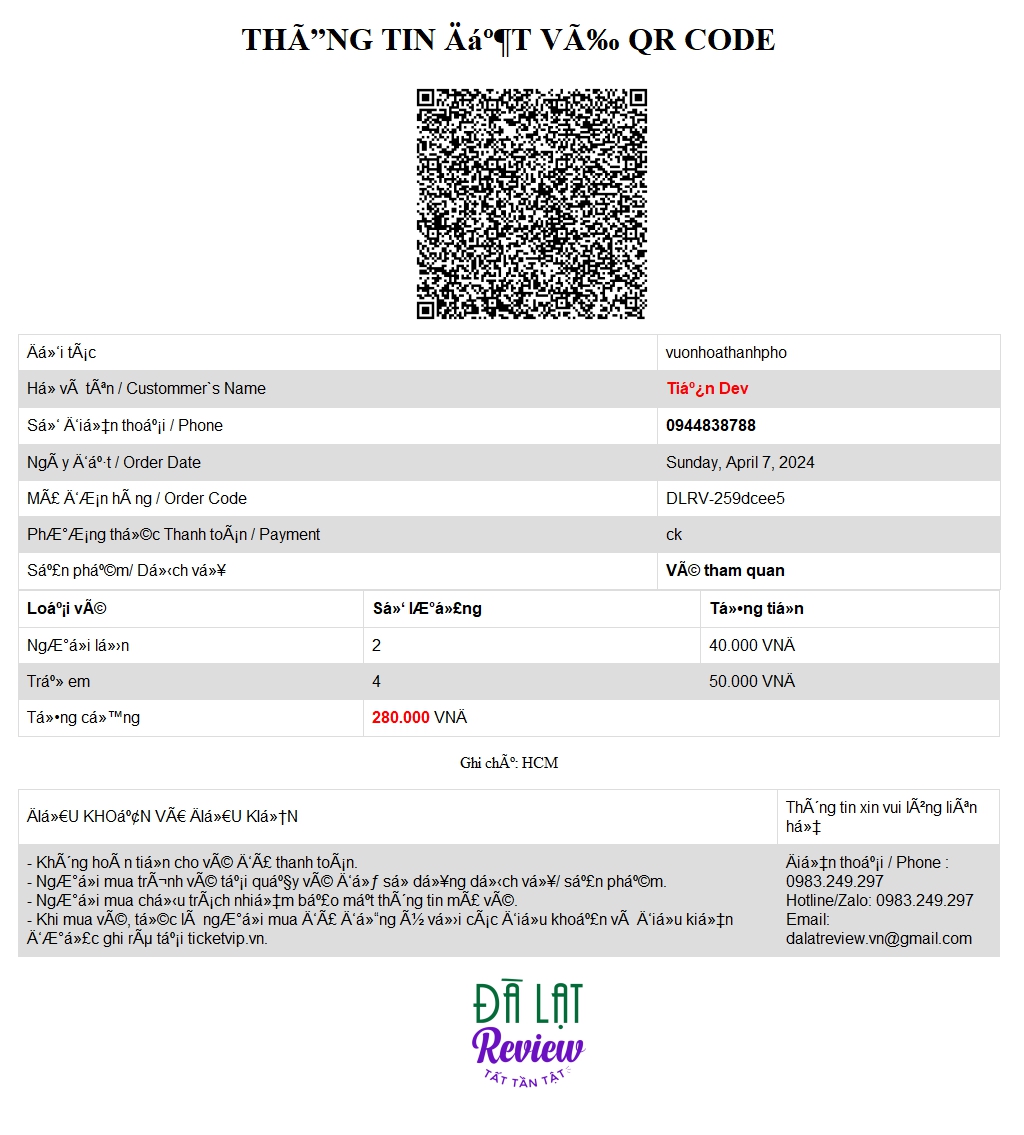 THÃ”NG TIN Äáº¶T VÃ‰ QR CODE
Äá»‘i tÃ¡c vuonhoathanhpho
Há» vÃ tÃªn / Custommer`s Name Tiáº¿n Dev
Sá»‘ Ä‘iá»‡n thoáº¡i / Phone 0944838788
NgÃ y Ä‘áº·t / Order Date Sunday, April 7, 2024
MÃ£ Ä‘Æ¡n hÃ ng / Order Code DLRV-259dcee5
PhÆ°Æ¡ng thá»©c Thanh toÃ¡n / Payment ck
Sáº£n pháº©m/ Dá»‹ch vá»¥ VÃ© tham quan
Loáº¡i vÃ© Sá»‘ lÆ°á»£ng Tá»•ng tiá»n
NgÆ°á»i lá»›n 2 40.000 VNÄ
Tráº» em 4 50.000 VNÄ
Tá»•ng cá»™ng 280.000 VNÄ
Ghi chÃº: HCM
ÄIá»€U KHOáº¢N VÃ€ ÄIá»€U KIá»†N
ThÃ´ng tin xin vui lÃ²ng liÃªn
há»‡
- KhÃ´ng hoÃ n tiá»n cho vÃ© Ä‘Ã£ thanh toÃ¡n.
- NgÆ°á»i mua trÃ¬nh vÃ© táº¡i quáº§y vÃ© Ä‘á»ƒ sá» dá»¥ng dá»‹ch vá»¥/ sáº£n pháº©m.
- NgÆ°á»i mua chá»‹u trÃ¡ch nhiá»‡m báº£o máº­t thÃ´ng tin mÃ£ vÃ©.
- Khi mua vÃ©, tá»©c lÃ ngÆ°á»i mua Ä‘Ã£ Ä‘á»“ng Ã½ vá»›i cÃ¡c Ä‘iá»u khoáº£n vÃ Ä‘iá»u kiá»‡n
Ä‘Æ°á»£c ghi rÃµ táº¡i ticketvip.vn.
Äiá»‡n thoáº¡i / Phone :
0983.249.297
Hotline/Zalo: 0983.249.297
Email:
dalatreview.vn@gmail.com
ĐÀ LẠT
Review
TẤT TẦN TẬT